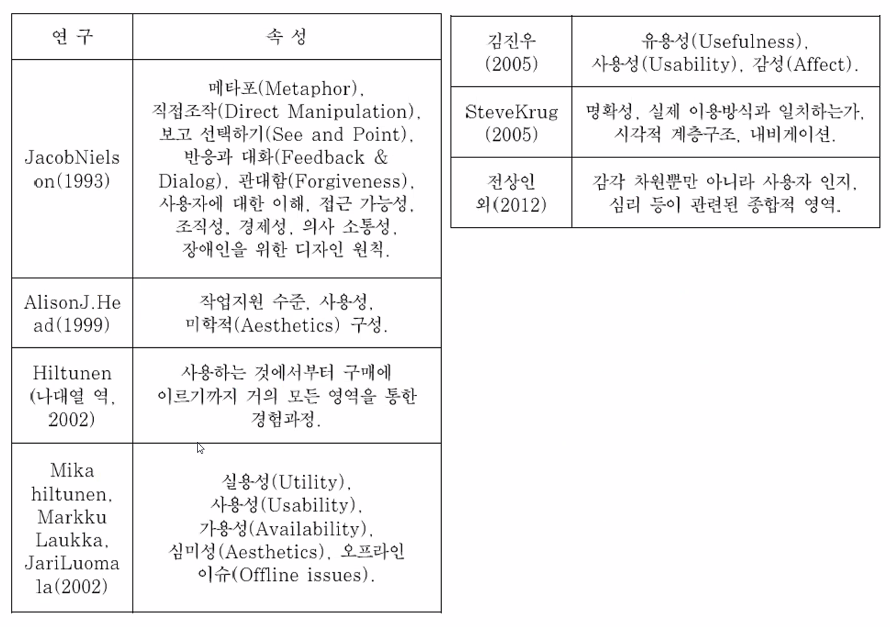 연 구
속 성
JacobNiels
on(1993)
메타포(Metaphor),
직접조작(Direct Manipulation),
보고 선택하기(See and Point),
반응과 대화(Feedback &
Dialog), 관대함(Forgiveness),
사용자에 대한 이해, 접근 가능성,
조직성, 경제성, 의사 소통성,
장애인을 위한 디자인 원칙.
AlisonJ.He
ad(1999)
작업지원 수준, 사용성,
미학적(Aesthetics) 구성.
Hiltunen
(나대열 역,
2002)
사용하는 것에서부터 구매에
이르기까지 거의 모든 영역을 통한
경험과정.
Mika
hiltunen,
Markku
Laukka,
JariLuoma
la(2002)
실용성(Utility),
사용성(Usability),
가용성(Availability),
심미성(Aesthetics), 오프라인
이슈(Offline issues).
김진우
(2005)
유용성(Usefulness),
사용성(Usability), 감성(Affect).
SteveKrug
(2005)
명확성, 실제 이용방식과 일치하는가,
시각적 계층구조, 내비게이션.
전상인
외(2012)
감각 차원뿐만 아니라 사용자 인지,
심리 등이 관련된 종합적 영역.